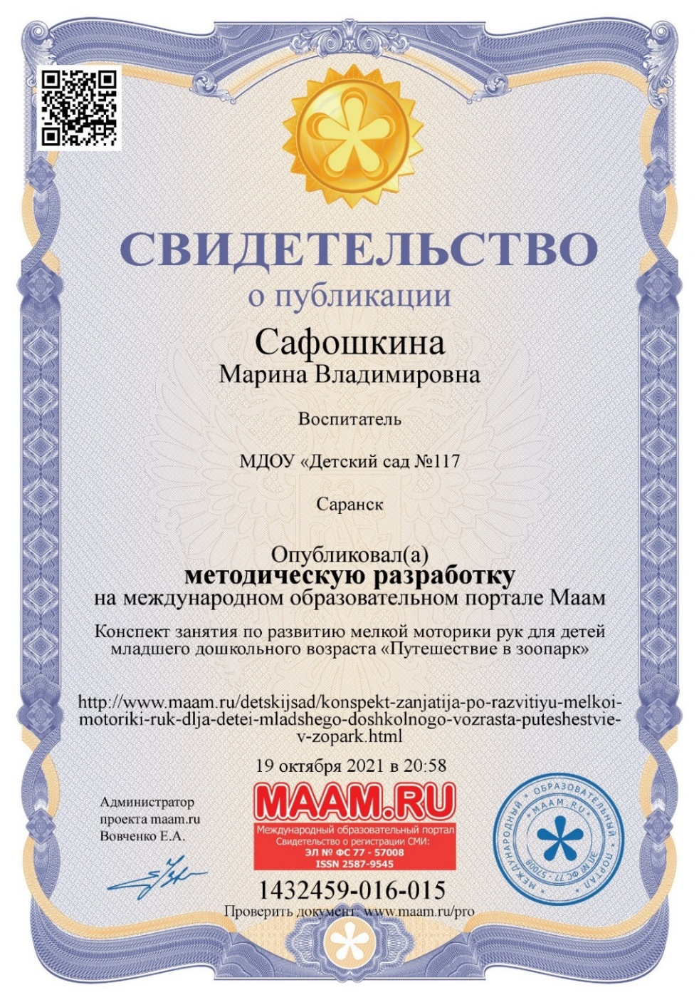 СВИДЕТЕЛЬСТВО
о публикации
Сафошкина
Марина Владимировна
Воспитатель
МДОУ «Детский сад №117
Саранск
Опубликовал(а)
методическую разработку
на международном образовательном портале Маам
Конспект занятия по развитию мелкой моторики рук для детей
младшего дошкольного возраста «Путешествие в зоопарк»
http://www.maam.ru/detskijsad/konspekt-zanjatija-po-razvitiyu-melkoi-
motoriki-ruk-dlja-detei-mladshego-doshkolnogo-vozrasta-puteshestvie-
v-zopark.html
19 октября 2021 в 20:58
Администратор
проекта maam.ru
Вовченко Е.А.
MAAM.RU
Международный образовательный портал
Свидетельство о регистрации СМИ:
ЭЛ № ФС 77 - 57008
ISSN 2587-9545
МЕЖДУНАРОДНЫЙ * ОБРАЗОВАТЕЛЬНЫЙ * ПОРТАЛ *
* МААМ.RU *
ЭЛ № ФС 77 - 57008
1432459-016-015
Проверить документ: www.maam.ru/pro